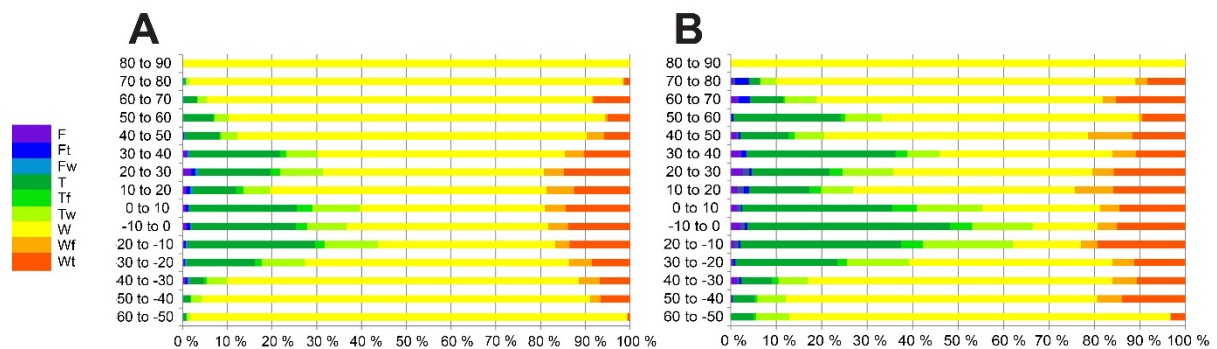 A B
80 to 90 80 to 90
70 to 80 70 to 80
60 to 70 60 to 70
50 to 60 50 to 60
F 40 to 50 40 to 50
Ft 30 to 40 30 to 40
Fw 20 to 30 20 to 30
T 10 to 20 10 to 20
Tf 0 to 10 0 to 10
Tw -10 to 0 -10 to 0
W 20 to -10 20 to -10
Wf 30 to -20 30 to -20
Wt 40 to -30 40 to -30
50 to -40 50 to -40
60 to -50 60 to -50
0 % 10 % 20 % 30 % 40 % 50 % 60 % 70 % 80 % 90 % 100 % 0 % 10 % 20 % 30 % 40 % 50 % 60 % 70 % 80 % 90 % 100 %